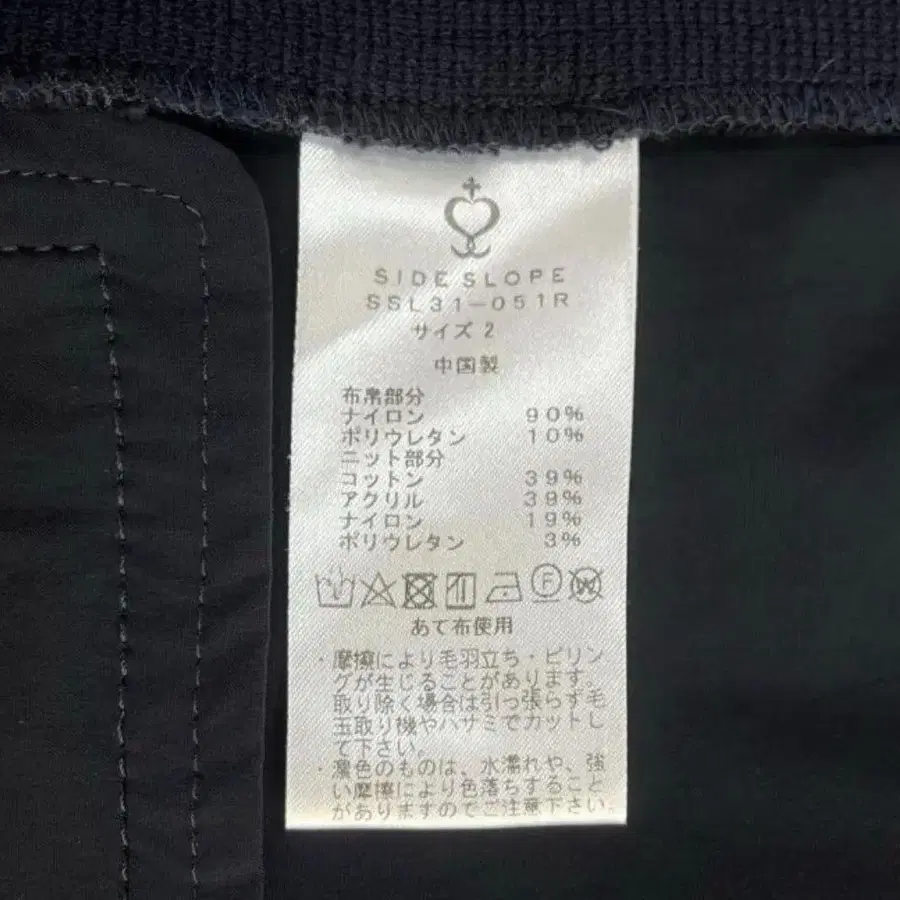 SIDE SLOPE
SSL31-051R
サイズ 2
中国製
布帛部分
ナイロン 90%
ポリウレタン 10%
ニット部分
コットン 39%
アクリル 39%
ナイロン 19%
ポリウレタン 3%
F W
あて布使用
・摩擦により毛羽立ち・ピリン
グが生じることがあります。
取り除く場合は引っ張らず毛
玉取り機やハサミでカットし
て下さい。
・濃色のものは、水濡れや、強
い摩擦により色落ちすること
がありますのでご注意下さい。